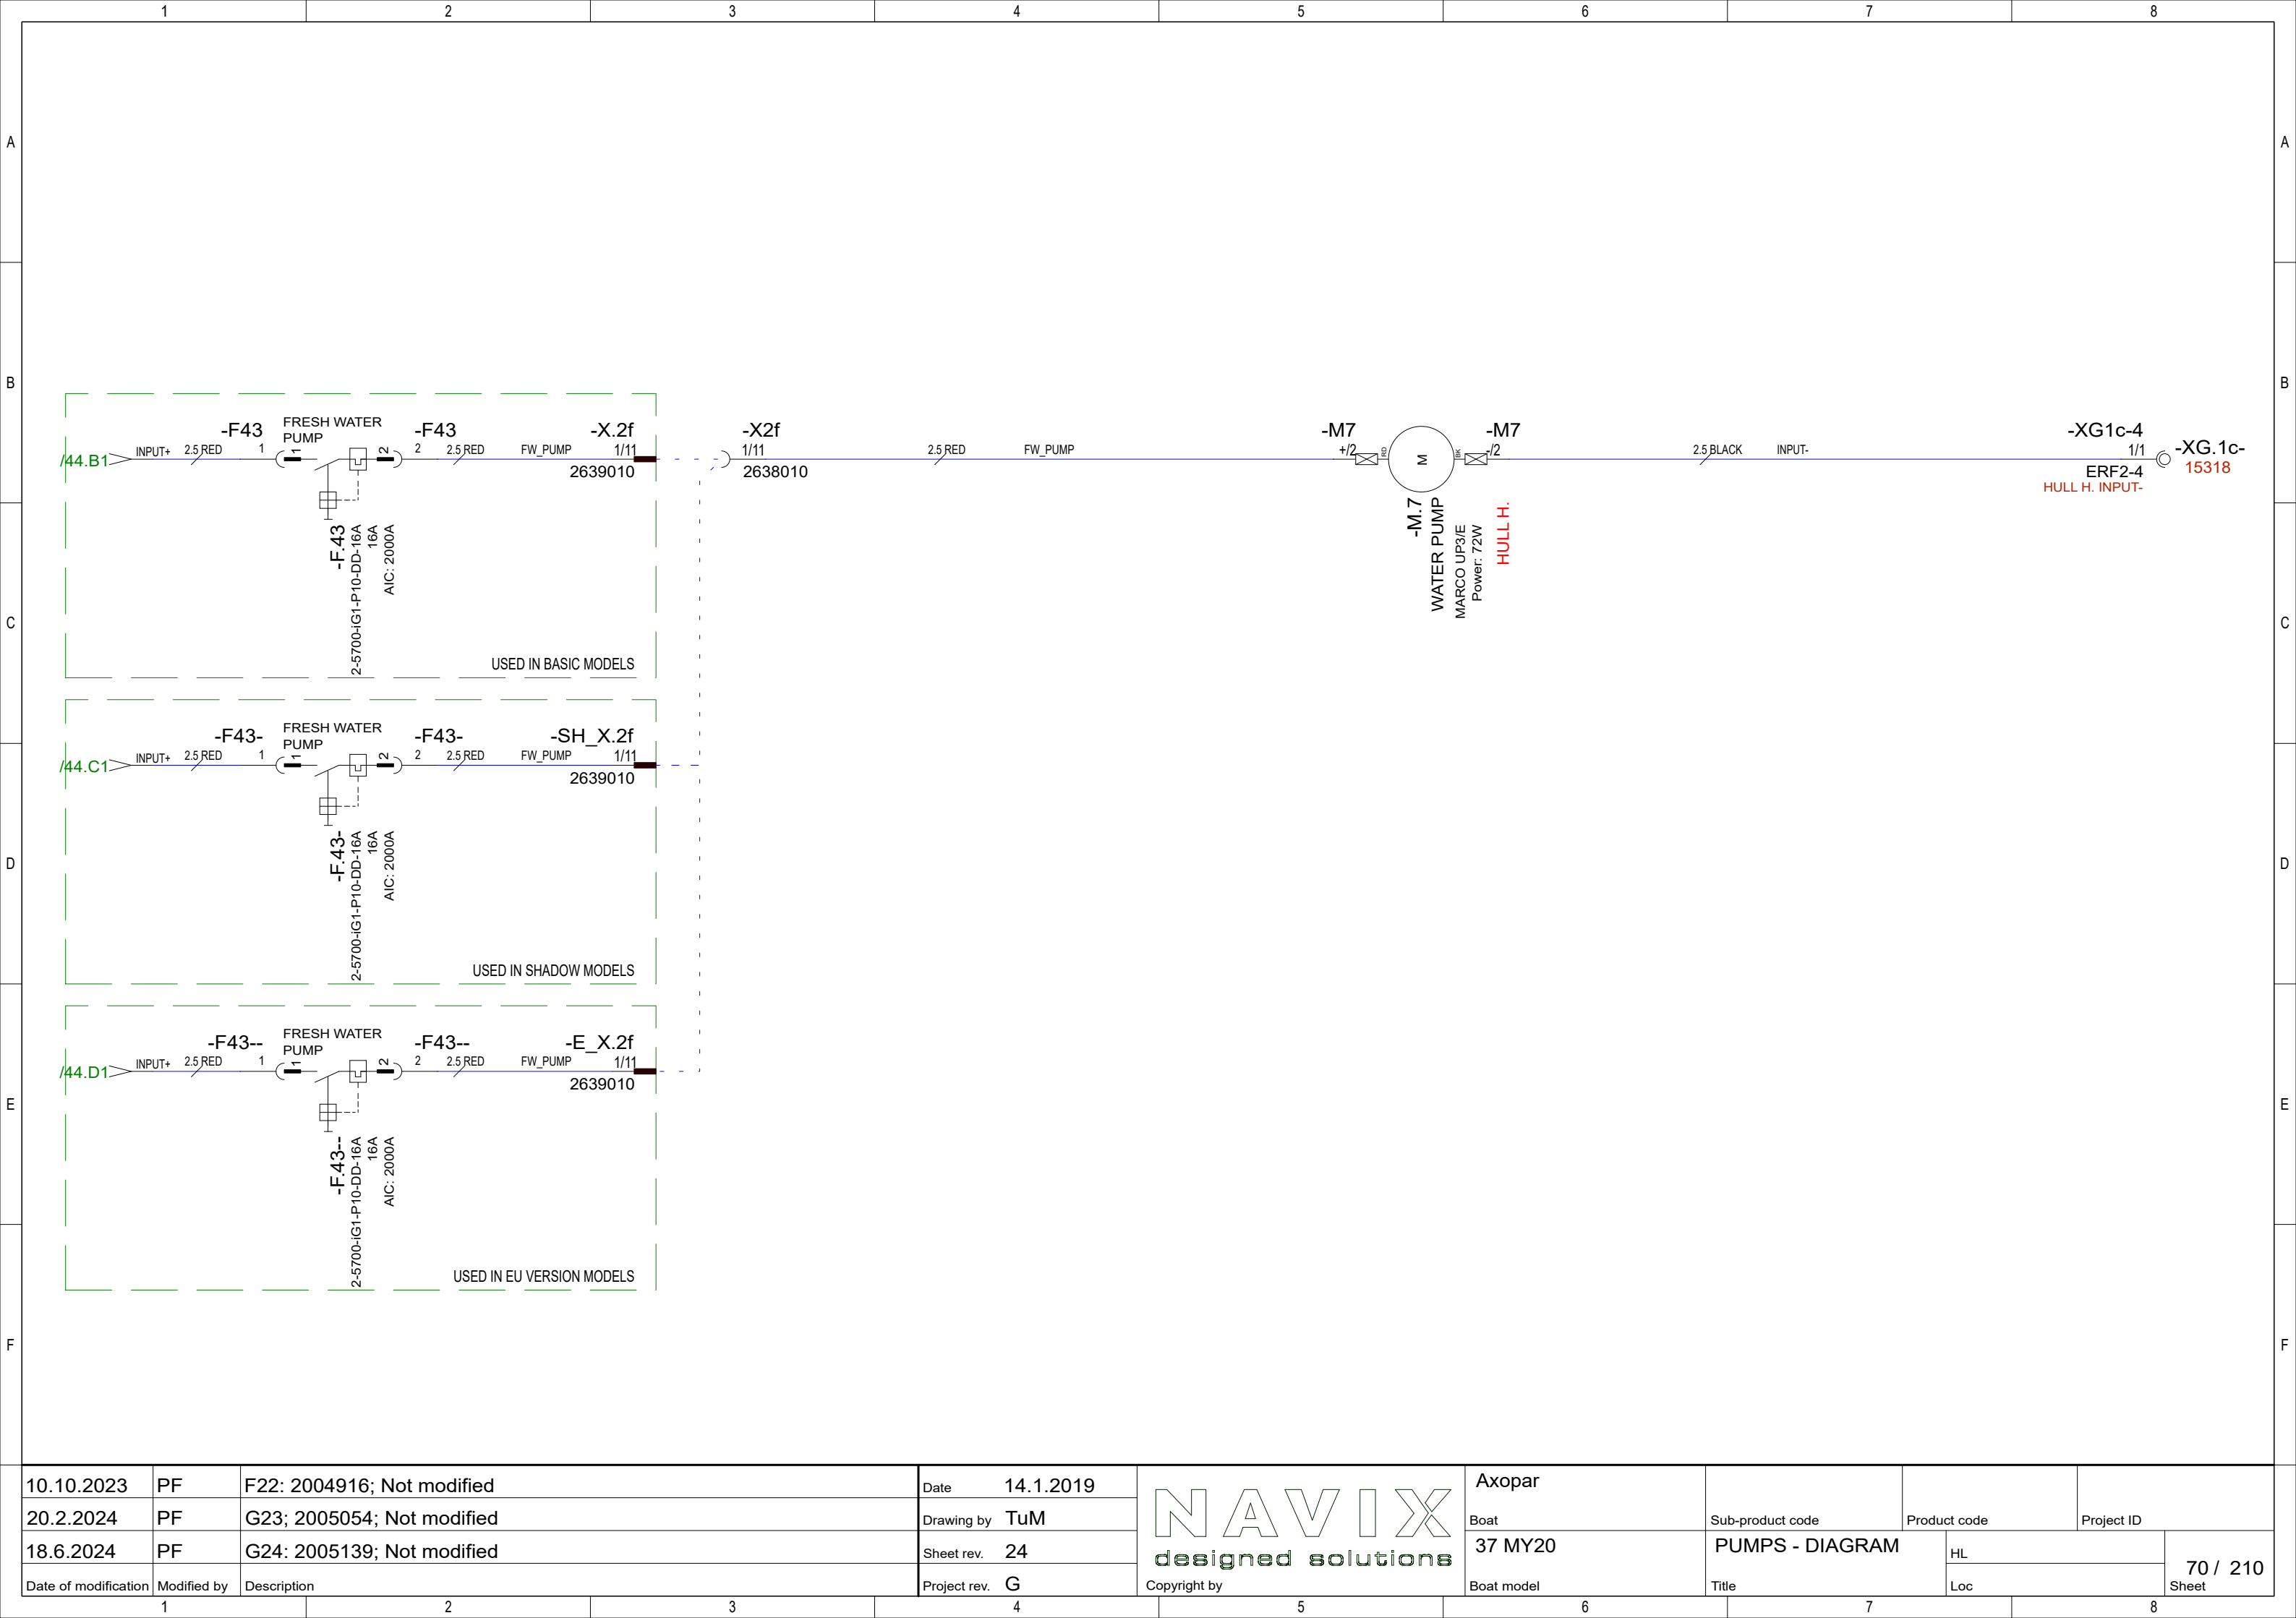 1 2 3 4 5 6 7 8
A A
B B
C C
D D
E E
F F
/44.B1
INPUT+
2.5 RED
-F43
1
FRESH WATER
PUMP
1
2
-F43
2
2.5 RED
FW_PUMP
-X.2f
1/11
2639010
-F.43
2-5700-iG1-P10-DD-16A
16A
AIC: 2000A
USED IN BASIC MODELS
-X2f
1/11
2638010
2.5 RED
FW_PUMP
-M7
+/2
RD
M
BK
-M7
-/2
-M.7
WATER PUMP
MARCO UP3/E
Power: 72W
HULL H.
2.5 BLACK
INPUT-
-XG1c-4
1/1
ERF2-4
HULL H. INPUT-
-XG.1c-
15318
/44.C1
INPUT+
2.5 RED
-F43-
1
FRESH WATER
PUMP
1
2
-F43-
2
2.5 RED
FW_PUMP
-SH_X.2f
1/11
2639010
-F.43-
2-5700-iG1-P10-DD-16A
16A
AIC: 2000A
USED IN SHADOW MODELS
/44.D1
INPUT+
2.5 RED
-F43--
1
FRESH WATER
PUMP
1
2
-F43--
2
2.5 RED
FW_PUMP
-E_X.2f
1/11
2639010
-F.43--
2-5700-iG1-P10-DD-16A
16A
AIC: 2000A
USED IN EU VERSION MODELS
10.10.2023 PF F22: 2004916; Not modified
20.2.2024 PF G23; 2005054; Not modified
18.6.2024 PF G24: 2005139; Not modified
Date of modification Modified by Description
Date 14.1.2019
Drawing by TuM
Sheet rev. 24
Project rev. G
NAVIX
designed solutions
Copyright by
Axopar
Boat
37 MY20
Boat model
Sub-product code
Product code
Project ID
PUMPS - DIAGRAM
Title
HL
Loc
70 / 210
Sheet
1 2 3 4 5 6 7 8